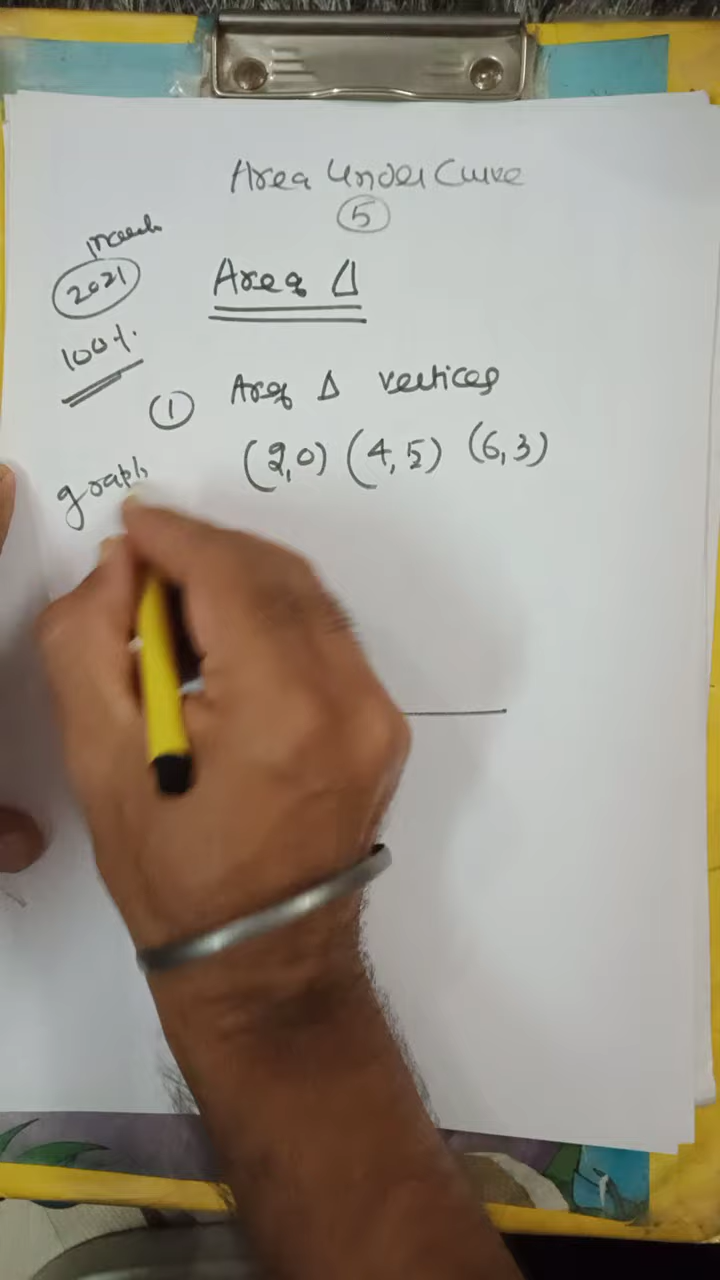 Area Under Curve
5
March
2021
100%.
Area Δ
1 Area Δ vertices
(2,0) (4,5) (6,3)
graph